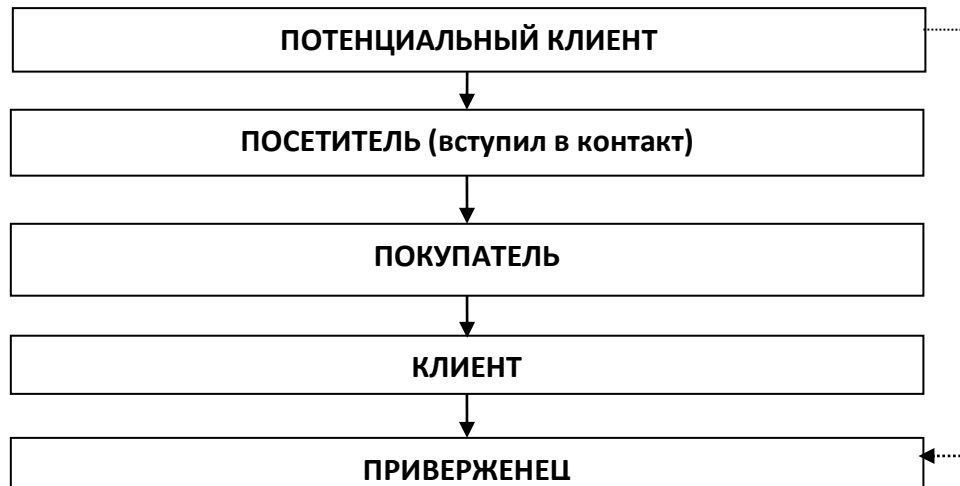 ПОТЕНЦИАЛЬНЫЙ КЛИЕНТ
ПОСЕТИТЕЛЬ (вступил в контакт)
ПОКУПАТЕЛЬ
КЛИЕНТ
ПРИВЕРЖЕНЕЦ